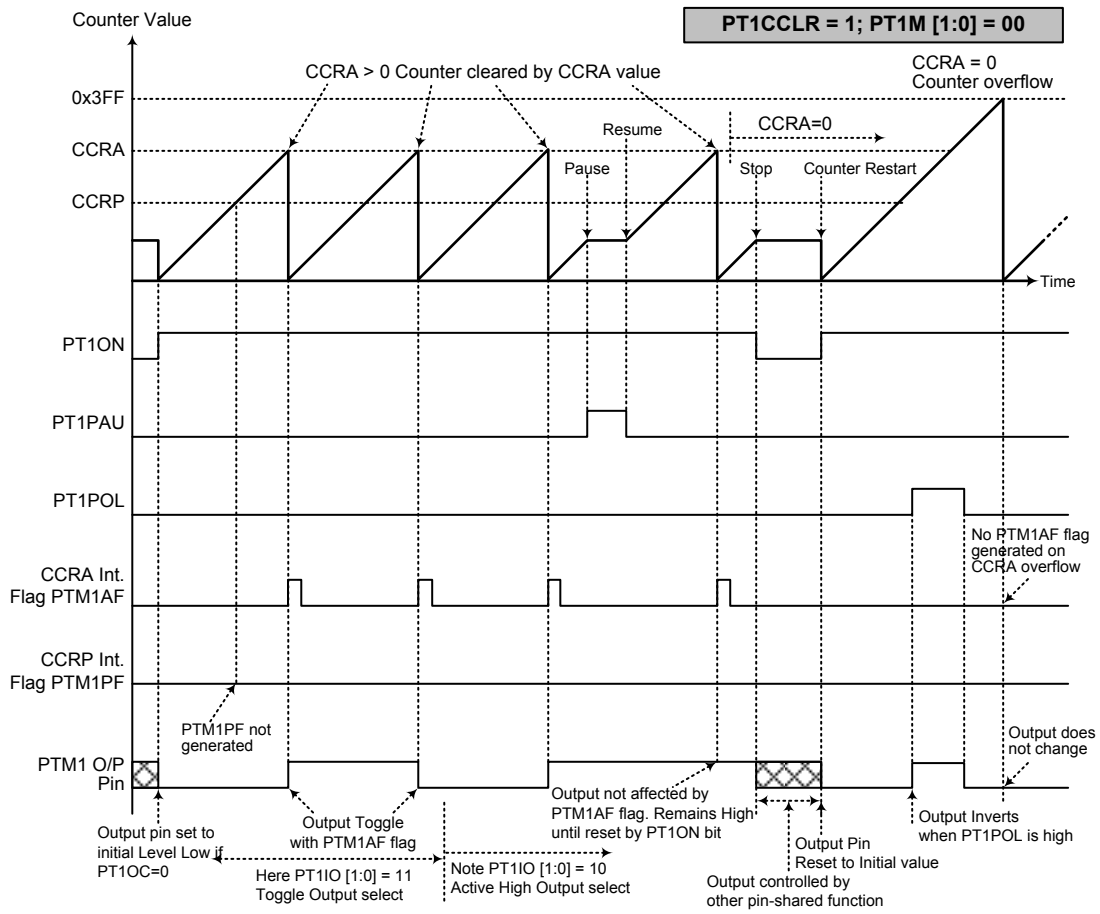 Counter Value
PT1CCLR = 1; PT1M [1:0] = 00
CCRA > 0 Counter cleared by CCRA value
CCRA = 0
Counter overflow
0x3FF
Resume
CCRA=0
CCRA
Pause
Stop
Counter Restart
CCRP
Time
PT1ON
PT1PAU
PT1POL
No PTM1AF flag
generated on
CCRA overflow
CCRA Int.
Flag PTM1AF
CCRP Int.
Flag PTM1PF
PTM1PF not
generated
Output does
not change
PTM1 O/P
Pin
Output pin set to
initial Level Low if
PT1OC=0
Output Toggle
with PTM1AF flag
Output not affected by
PTM1AF flag. Remains High
until reset by PT1ON bit
Output Inverts
when PT1POL is high
Output Pin
Reset to Initial value
Here PT1IO [1:0] = 11
Toggle Output select
Note PT1IO [1:0] = 10
Active High Output select
Output controlled by
other pin-shared function